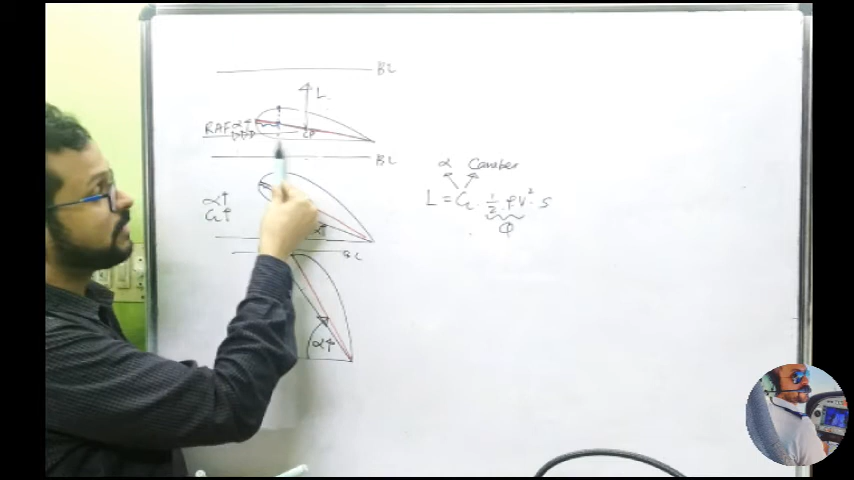 BL
L
RAF α↑
CP
BL
α Camber
L = CL · 1/2 · ρV² · S
Q
α↑
CL↑
α↑
BL
α↑